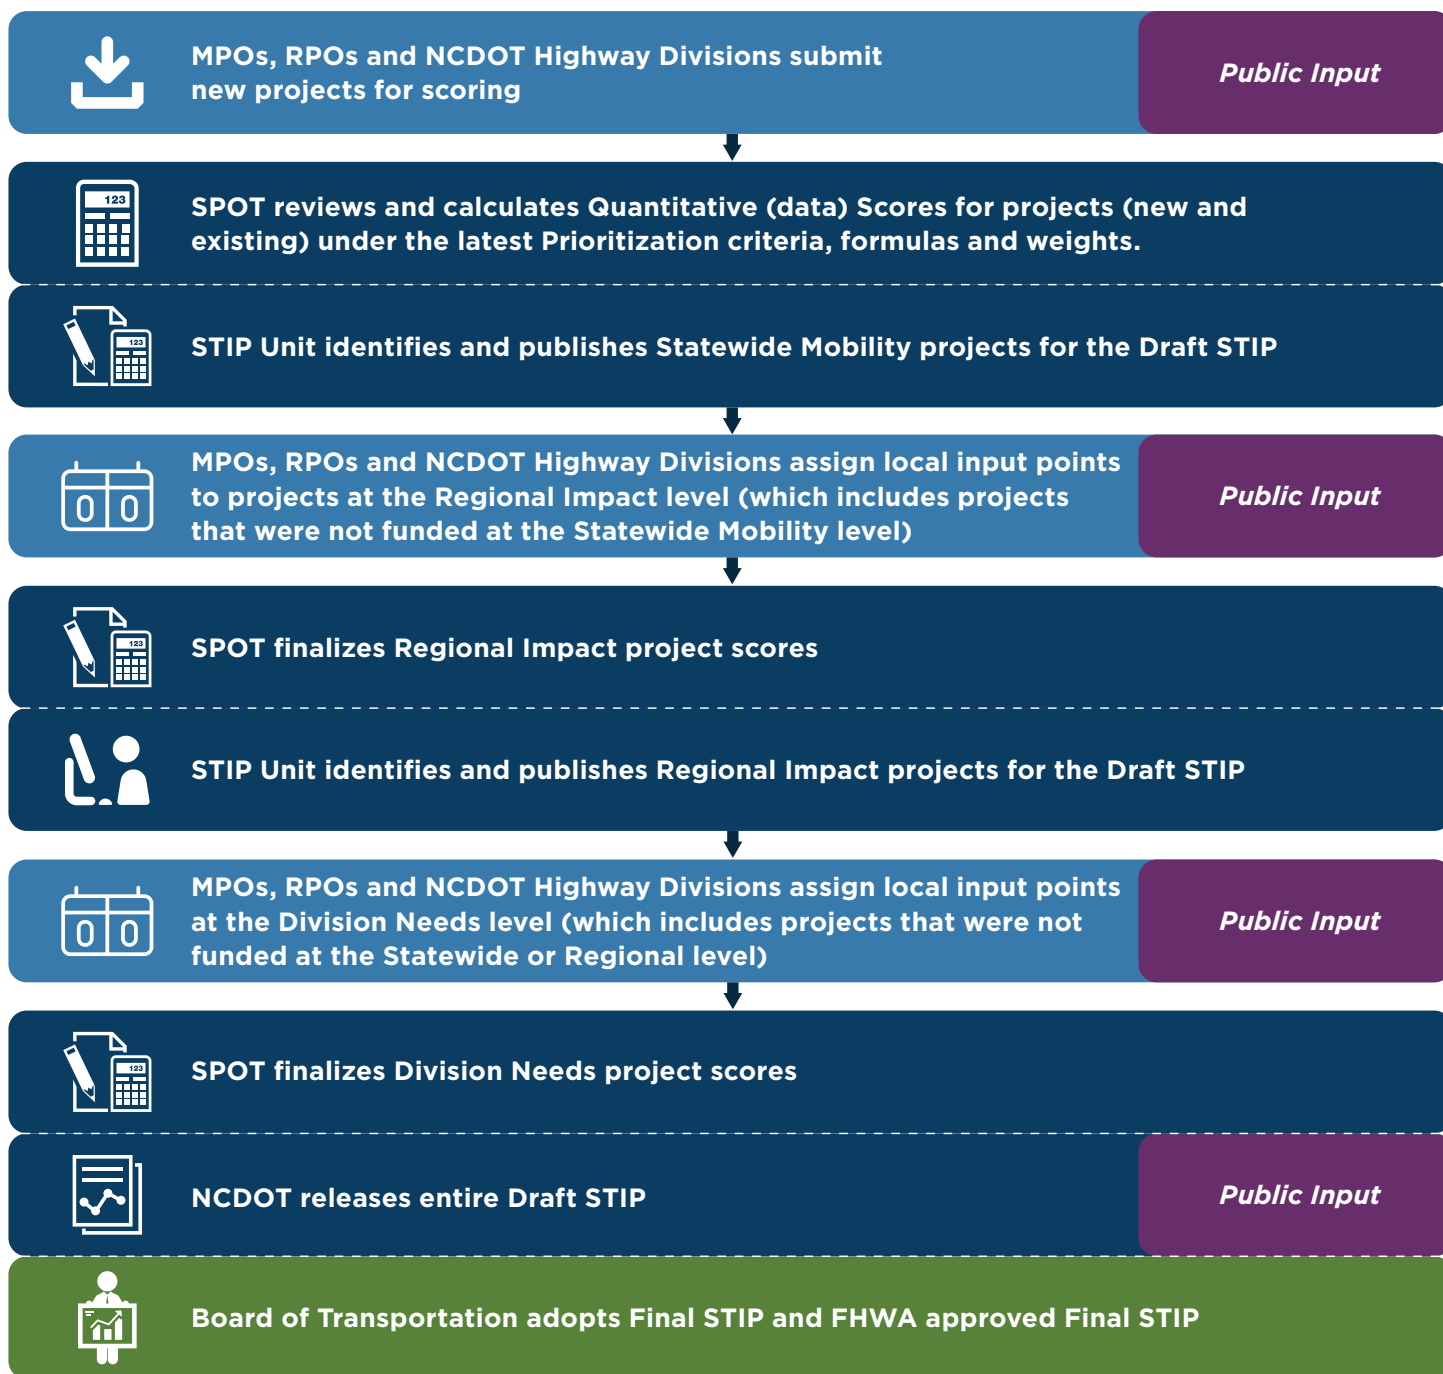 MPOs, RPOs and NCDOT Highway Divisions submit
new projects for scoring
Public Input
123
SPOT reviews and calculates Quantitative (data) Scores for projects (new and
existing) under the latest Prioritization criteria, formulas and weights.
123
STIP Unit identifies and publishes Statewide Mobility projects for the Draft STIP
0 0
MPOs, RPOs and NCDOT Highway Divisions assign local input points
to projects at the Regional Impact level (which includes projects
that were not funded at the Statewide Mobility level)
Public Input
123
SPOT finalizes Regional Impact project scores
STIP Unit identifies and publishes Regional Impact projects for the Draft STIP
0 0
MPOs, RPOs and NCDOT Highway Divisions assign local input points
at the Division Needs level (which includes projects that were not
funded at the Statewide or Regional level)
Public Input
123
SPOT finalizes Division Needs project scores
NCDOT releases entire Draft STIP
Public Input
Board of Transportation adopts Final STIP and FHWA approved Final STIP